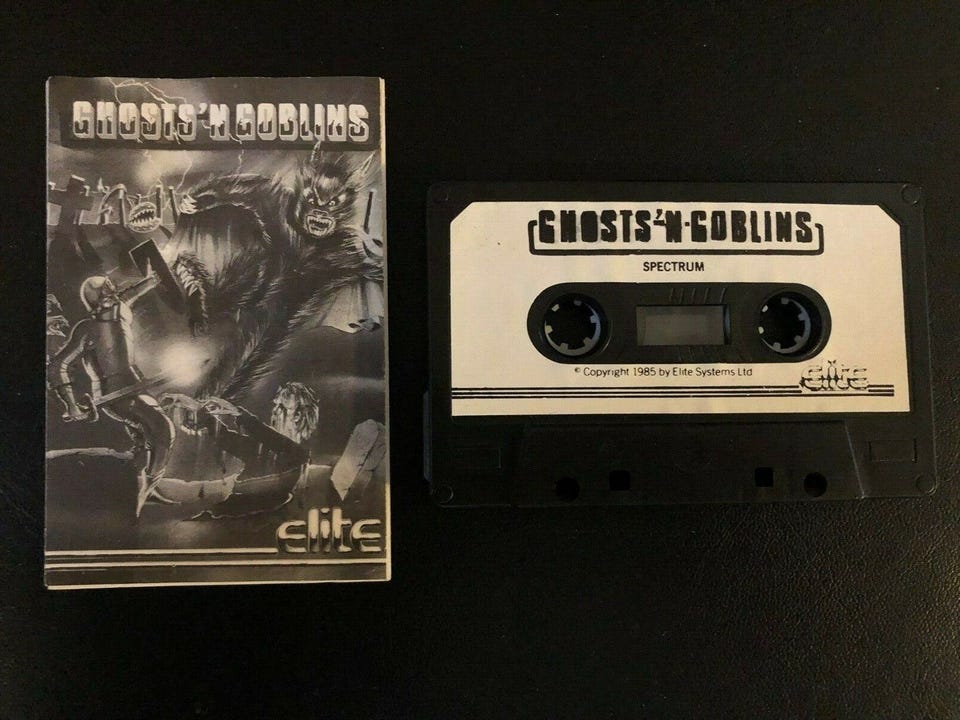 GHOSTS'N GOBLINS
elite
GHOSTS'N·GOBLINS
SPECTRUM
© Copyright 1985 by Elite Systems Ltd
elite